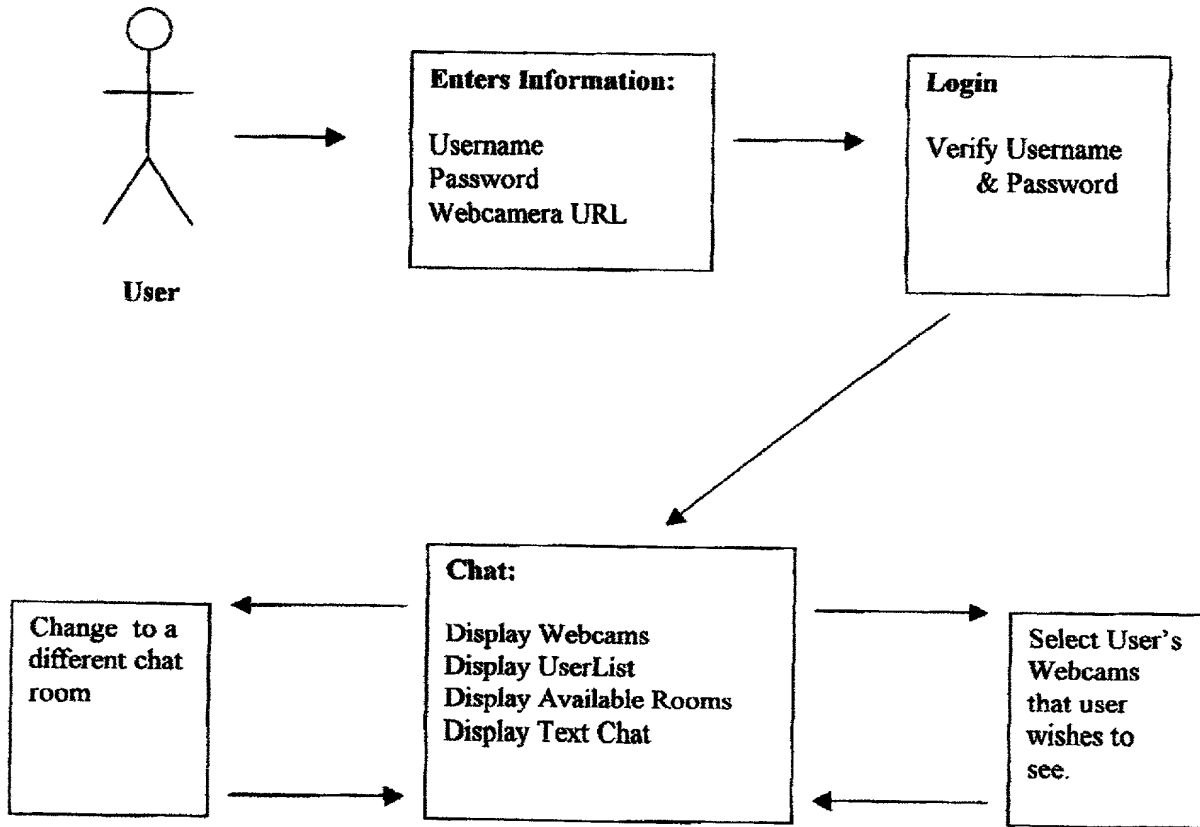 Enters Information:
Username
Password
Webcamera URL
Login
Verify Username
& Password
User
Chat:
Display Webcams
Display UserList
Display Available Rooms
Display Text Chat
Change to a
different chat
room
Select User's
Webcams
that user
wishes to
see.